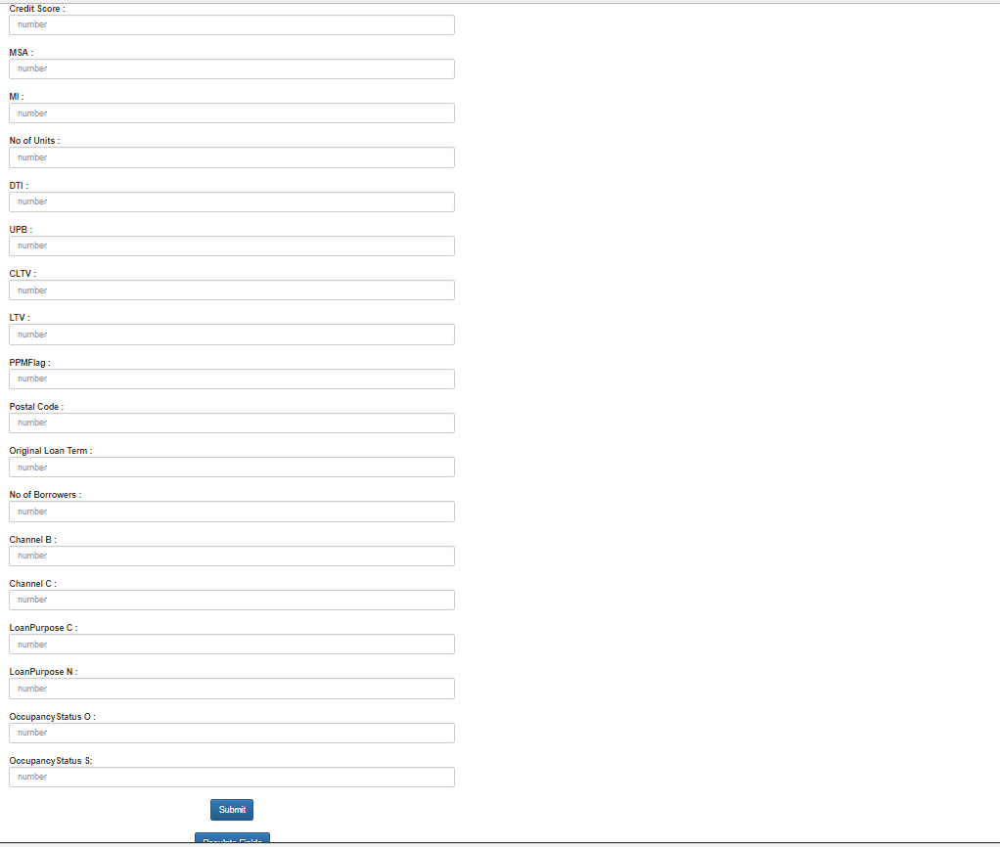 Credit Score :
number
MSA :
number
MI :
number
No of Units :
number
DTI :
number
UPB :
number
CLTV :
number
LTV :
number
PPMFlag :
number
Postal Code :
number
Original Loan Term :
number
No of Borrowers :
number
Channel B :
number
Channel C :
number
LoanPurpose C :
number
LoanPurpose N :
number
OccupancyStatus O :
number
OccupancyStatus S:
number
Submit
Populate Fields